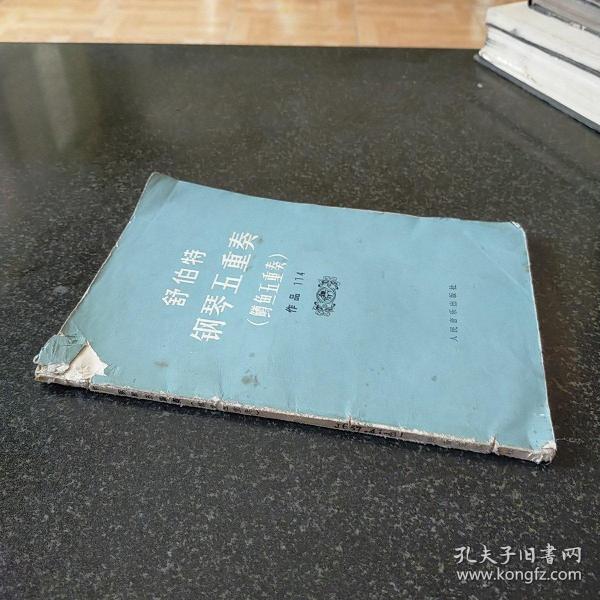 舒伯特
钢琴五重奏
(鳟鱼五重奏)
作品 114
人民音乐出版社
孔夫子旧書网
www.kongfz.com